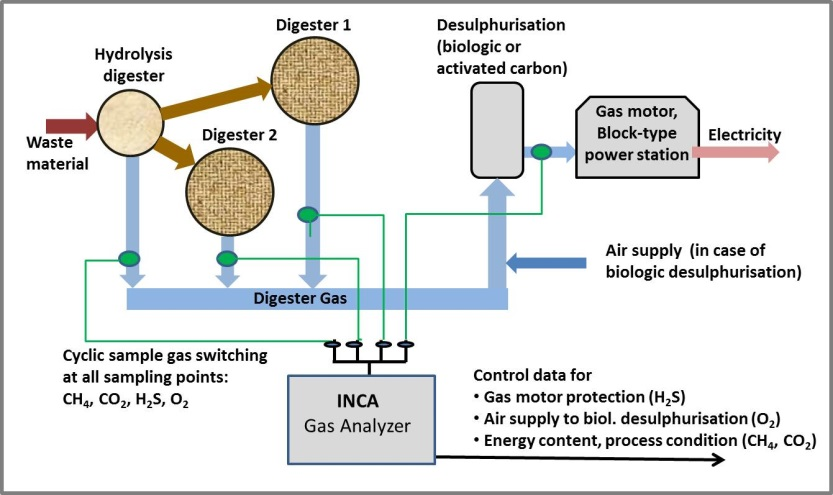 Digester 1
Hydrolysis
digester
Desulphurisation
(biologic or
activated carbon)
Digester 2
Waste
material
Gas motor,
Block-type
power station
Electricity
Air supply (in case of
biologic desulphurisation)
Digester Gas
Cyclic sample gas switching
at all sampling points:
CH₄, CO₂, H₂S, O₂
INCA
Gas Analyzer
Control data for
• Gas motor protection (H₂S)
• Air supply to biol. desulphurisation (O₂)
• Energy content, process condition (CH₄, CO₂)